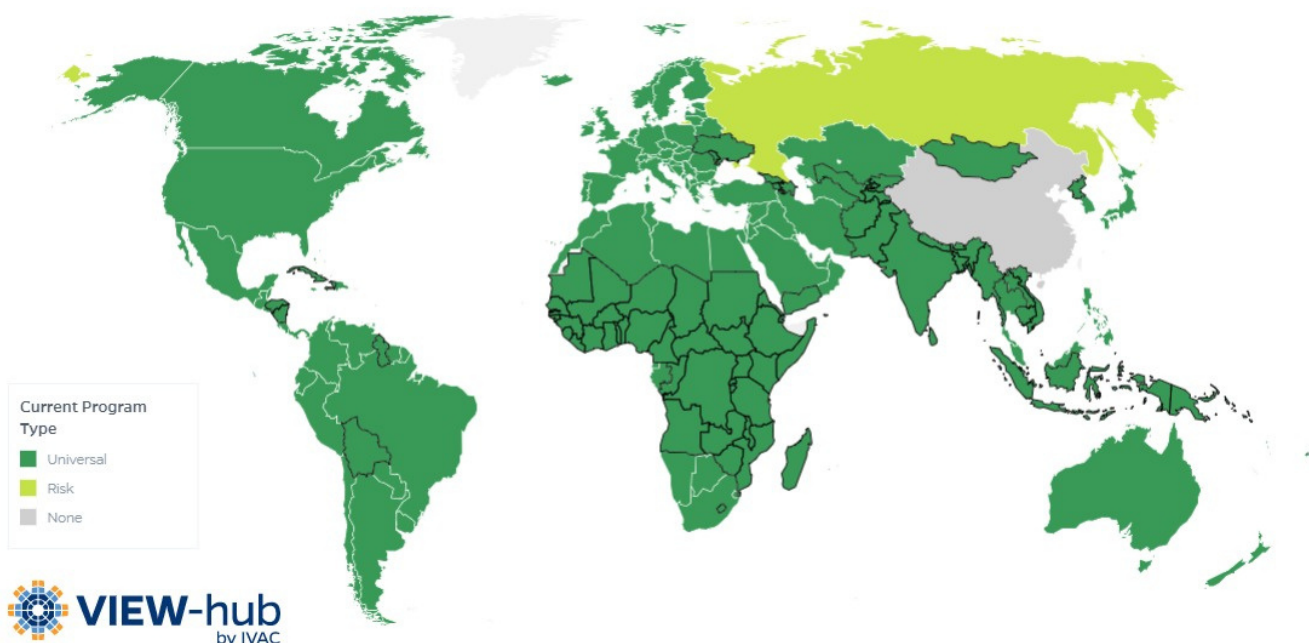 Current Program
Type
Universal
Risk
None
VIEW-hub
by IVAC